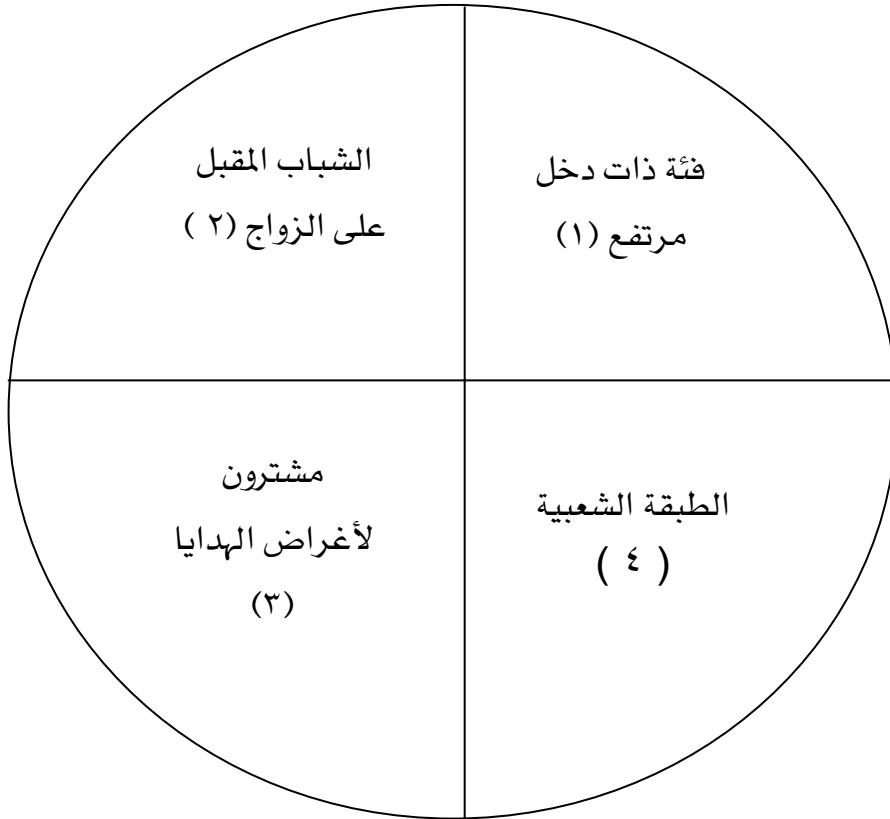 فئة ذات دخل
مرتفع (١)
الشباب المقبل
على الزواج (٢ )
مشترون
لأغراض الهدايا
(٣)
الطبقة الشعبية
( ٤ )